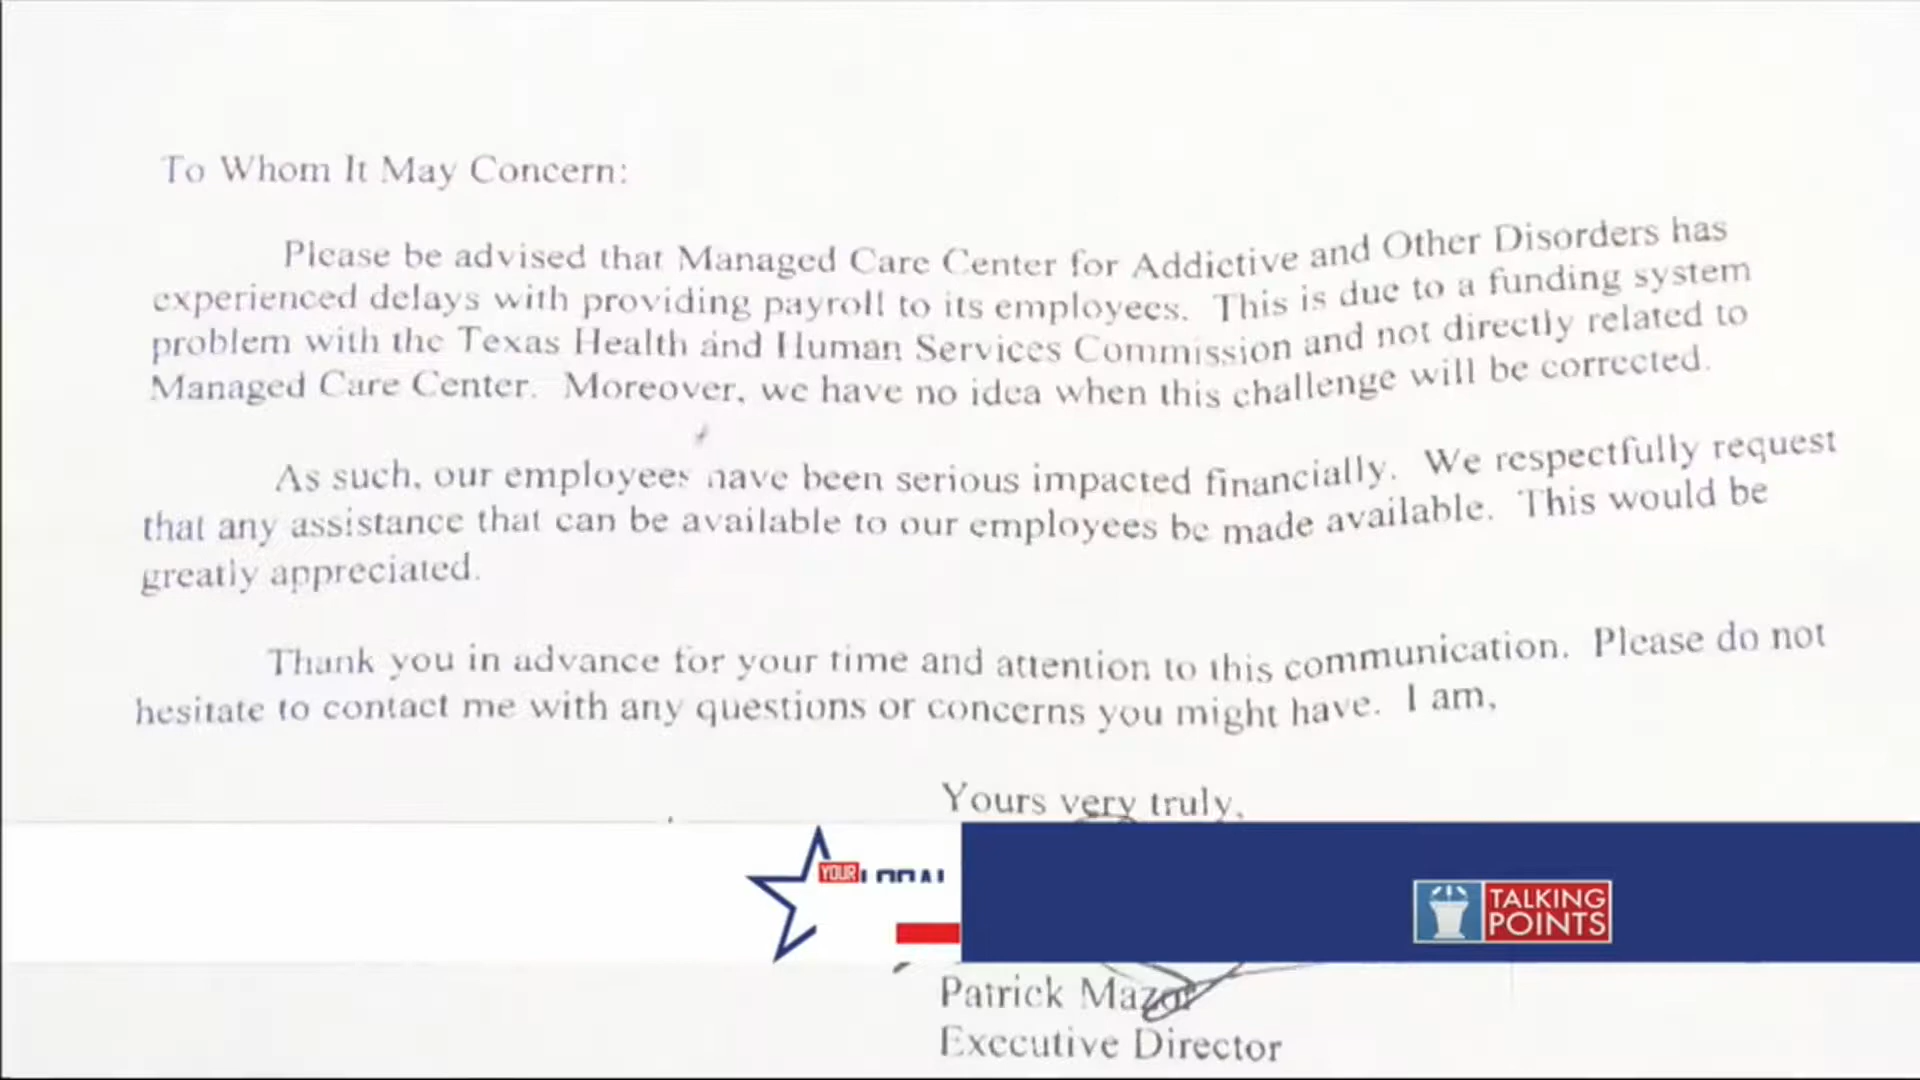 To Whom It May Concern:
Please be advised that Managed Care Center for Addictive and Other Disorders has
experienced delays with providing payroll to its employees. This is due to a funding system
problem with the Texas Health and Human Services Commission and not directly related to
Managed Care Center. Moreover, we have no idea when this challenge will be corrected.
As such, our employees have been serious impacted financially. We respectfully request
that any assistance that can be available to our employees be made available. This would be
greatly appreciated.
Thank you in advance for your time and attention to this communication. Please do not
hesitate to contact me with any questions or concerns you might have. I am,
Yours very truly,
YOUR
TALKING
POINTS
Patrick
Executive Director